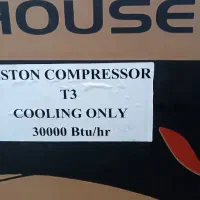 HOUSE
STON COMPRESSOR
T3
COOLING ONLY
30000 Btu/hr